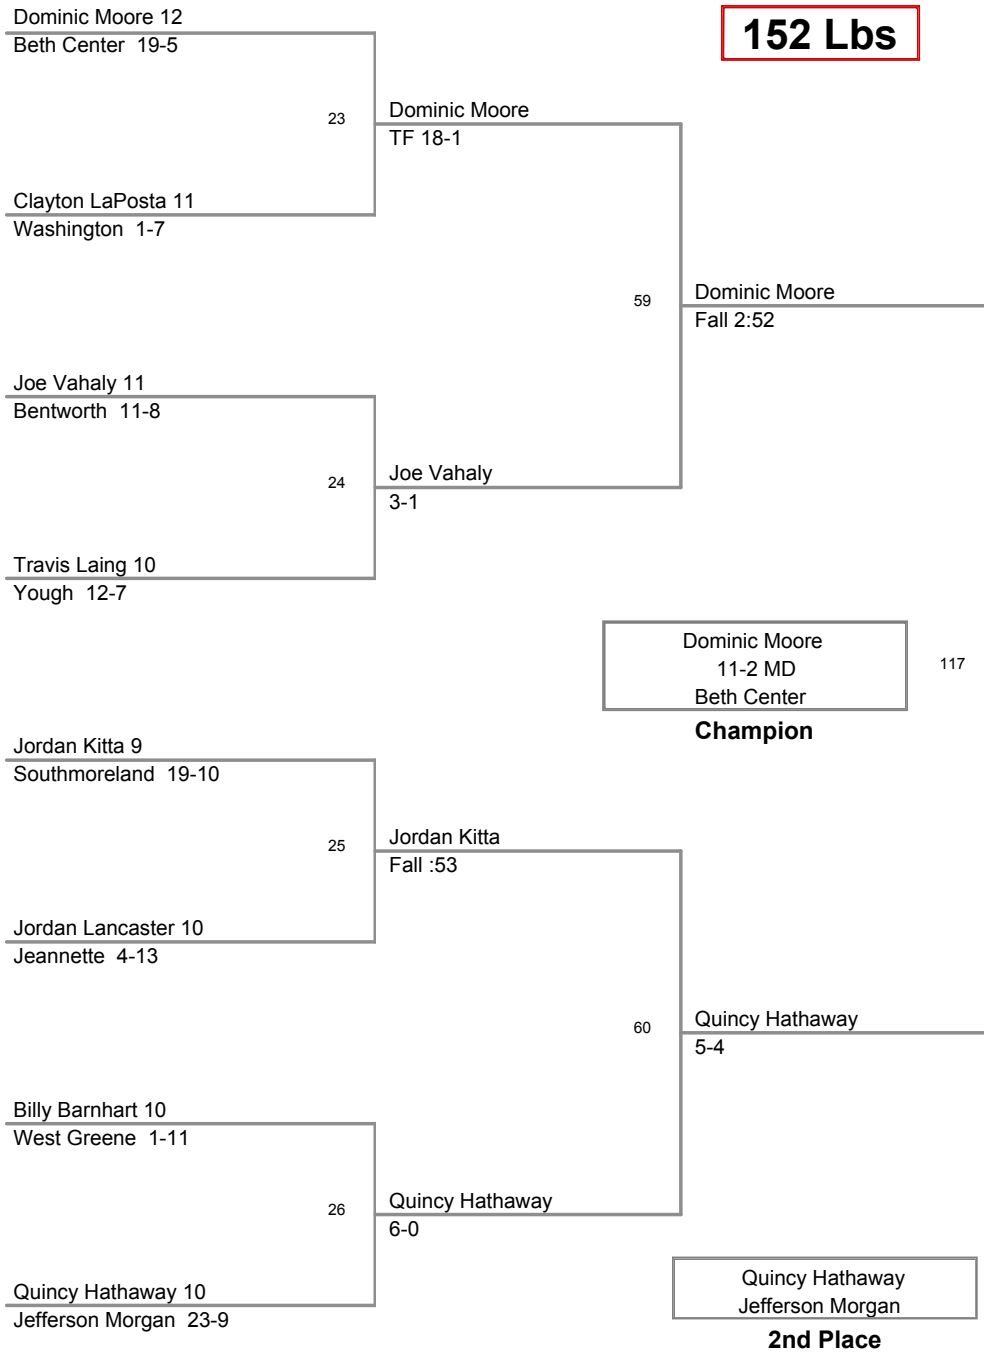 Dominic Moore 12
152 Lbs
Beth Center 19-5
23
Dominic Moore
TF 18-1
Clayton LaPosta 11
Washington 1-7
59
Dominic Moore
Fall 2:52
Joe Vahaly 11
Bentworth 11-8
24
Joe Vahaly
3-1
Travis Laing 10
Yough 12-7
Dominic Moore
11-2 MD
Beth Center
117
Champion
Jordan Kitta 9
Southmoreland 19-10
25
Jordan Kitta
Fall :53
Jordan Lancaster 10
Jeannette 4-13
60
Quincy Hathaway
5-4
Billy Barnhart 10
West Greene 1-11
26
Quincy Hathaway
6-0
Quincy Hathaway 10
Jefferson Morgan 23-9
Quincy Hathaway
Jefferson Morgan
2nd Place